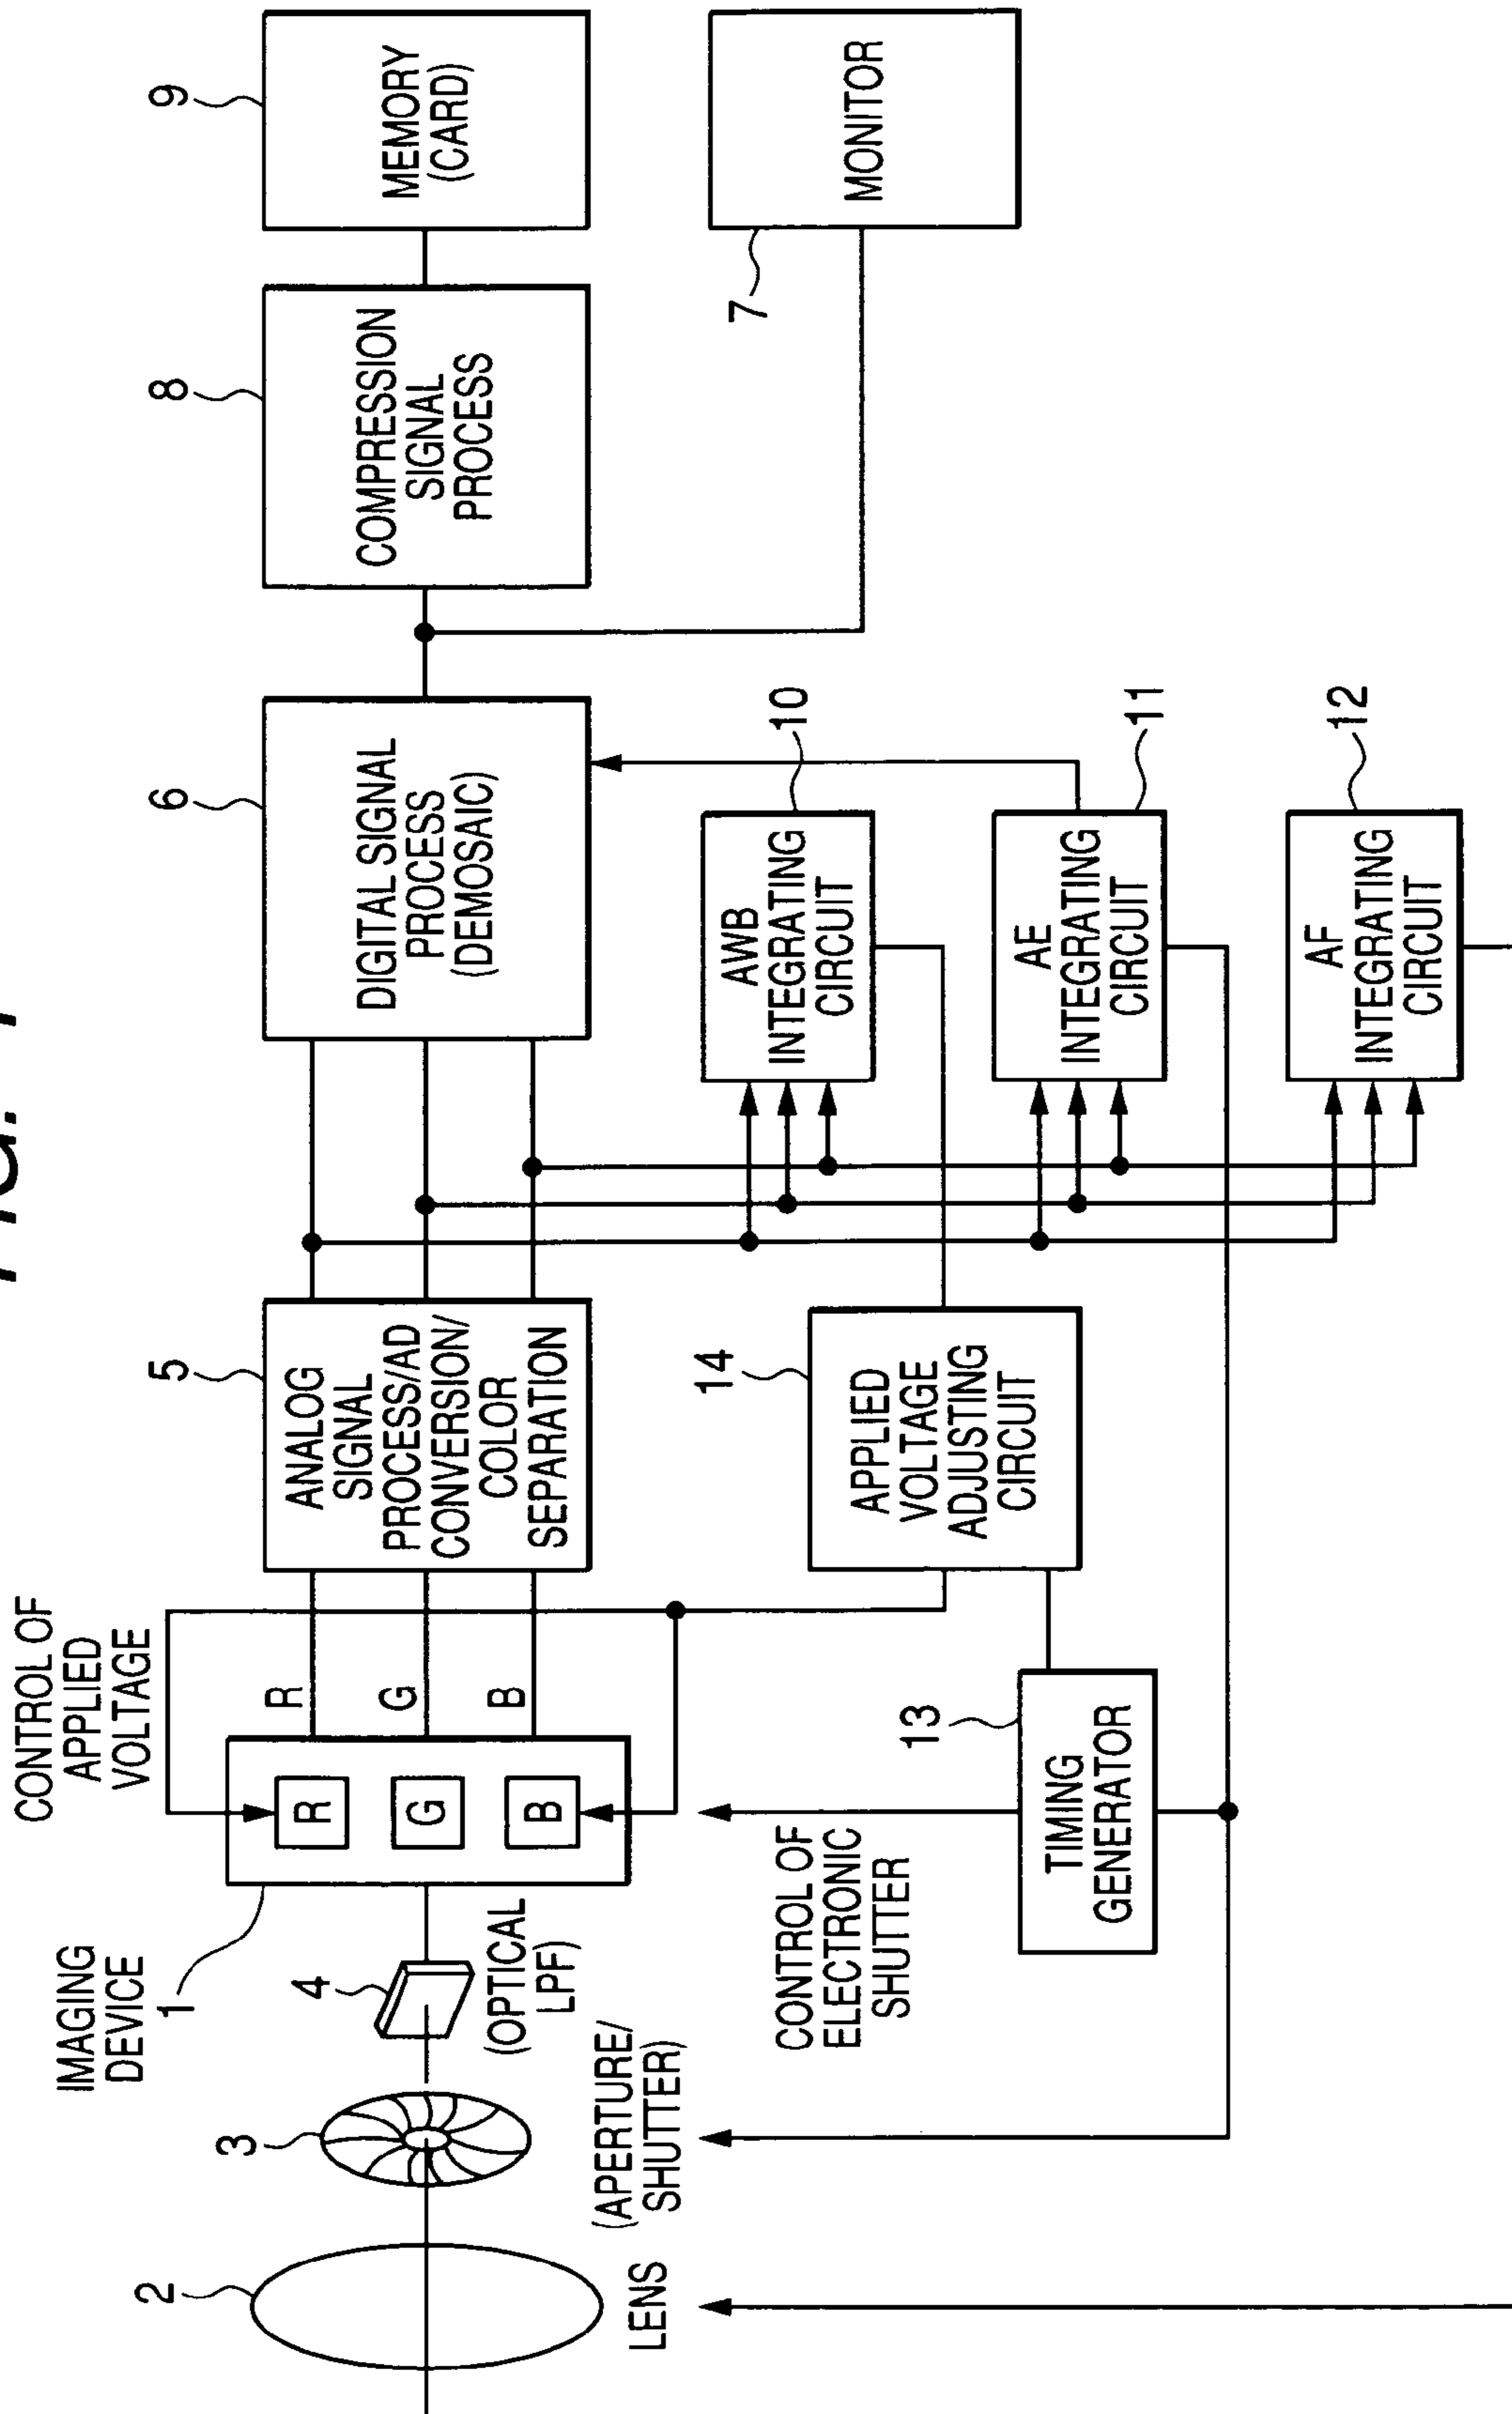 CONTROL OF
APPLIED
VOLTAGE
IMAGING
DEVICE
1
2
LENS
3
(APERTURE/
SHUTTER)
4
(OPTICAL
LPF)
R
G
B
R
G
B
5
ANALOG
SIGNAL
PROCESS/AD
CONVERSION/
COLOR
SEPARATION
6
DIGITAL SIGNAL
PROCESS
(DEMOSAIC)
8
COMPRESSION
SIGNAL
PROCESS
9
MEMORY
(CARD)
7
MONITOR
10
AWB
INTEGRATING
CIRCUIT
11
AE
INTEGRATING
CIRCUIT
12
AF
INTEGRATING
CIRCUIT
14
APPLIED
VOLTAGE
ADJUSTING
CIRCUIT
13
TIMING
GENERATOR
CONTROL OF
ELECTRONIC
SHUTTER